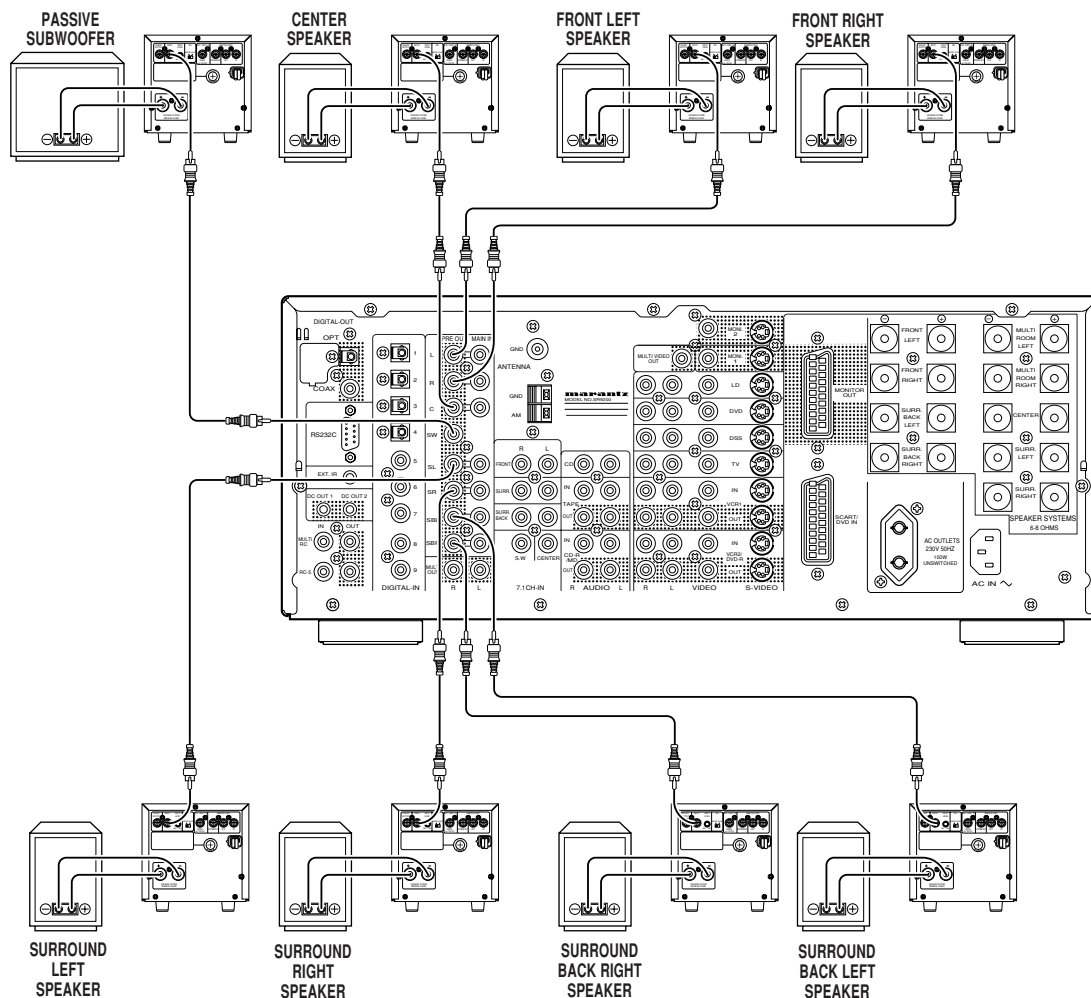 PASSIVE
SUBWOOFER
CENTER
SPEAKER
FRONT LEFT
SPEAKER
FRONT RIGHT
SPEAKER
DIGITAL-OUT
OPT
COAX
RS232C
EXT. IR
DC OUT 1
DC OUT 2
IN
OUT
MULTI
RC
RC-5
1
2
3
4
5
6
7
8
9
DIGITAL-IN
MAIN IN
L
R
C
SW
SL
SR
R
L
GND
ANTENNA
GND
AM
marantz
MODEL NO. SR9200
R
L
FRONT
SURR.
SURR.
BACK
S.W
CENTER
7.1CH-IN
CD
IN
TAPE
OUT
IN
CD-R
/MD
OUT
R
AUDIO
L
MULTI VIDEO
OUT
MONI.
2
MONI.
1
LD
DVD
DSS
TV
IN
VCR1
OUT
IN
VCR2/
DVD-R
OUT
R
L
VIDEO
S-VIDEO
MONITOR
OUT
SCART/
DVD IN
FRONT
LEFT
FRONT
RIGHT
SURR.
BACK
LEFT
SURR.
BACK
RIGHT
MULTI
ROOM
LEFT
MULTI
ROOM
RIGHT
CENTER
SURR.
LEFT
SURR.
RIGHT
SPEAKER SYSTEMS
6-8 OHMS
AC OUTLETS
230V 50HZ
100W
UNSWITCHED
AC IN ~
SURROUND
LEFT
SPEAKER
SURROUND
RIGHT
SPEAKER
SURROUND
BACK RIGHT
SPEAKER
SURROUND
BACK LEFT
SPEAKER